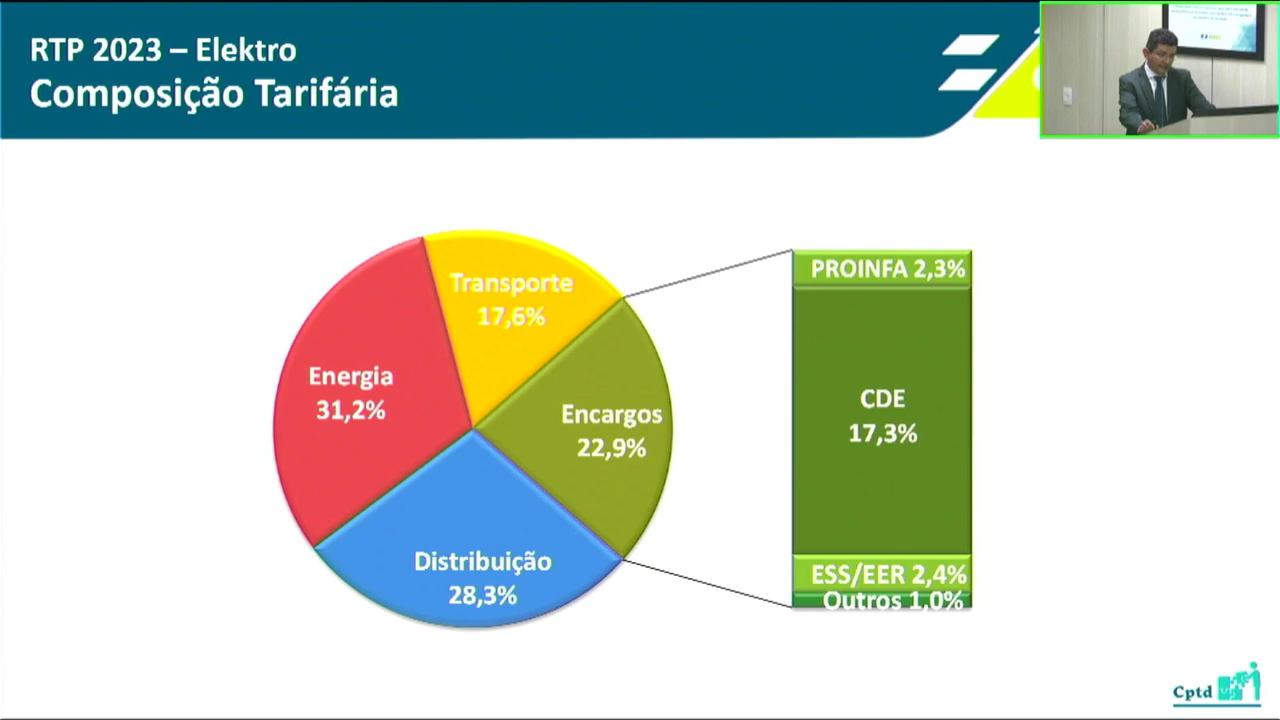 RTP 2023 – Elektro
Composição Tarifária
Transporte
17,6%
Energia
31,2%
Encargos
22,9%
Distribuição
28,3%
PROINFA 2,3%
CDE
17,3%
ESS/EER 2,4%
Outros 1,0%
Cptd